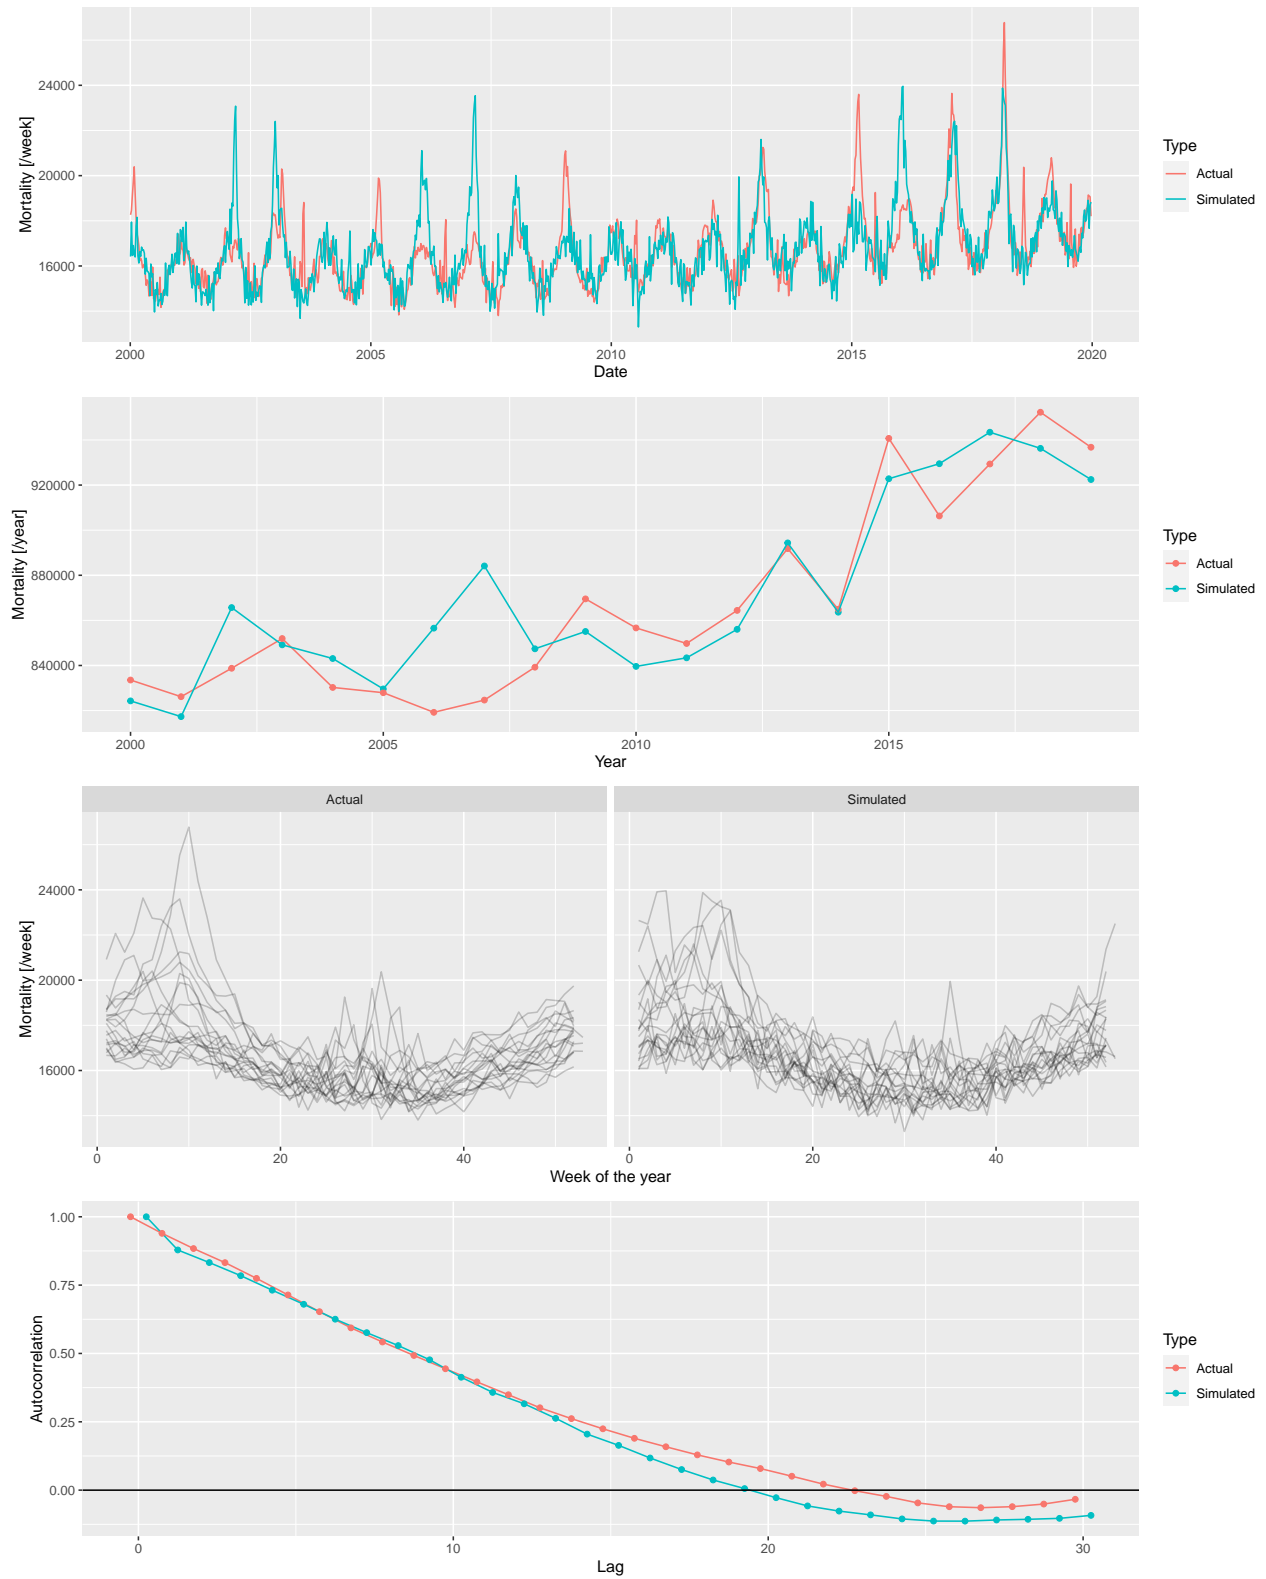 24000
20000
16000
Mortality [/week]
2000
2005
2010
2015
2020
Date
Type
Actual
Simulated
920000
880000
840000
Mortality [/year]
2000
2005
2010
2015
Year
Type
Actual
Simulated
Actual
Simulated
24000
20000
16000
Mortality [/week]
0
20
40
0
20
40
Week of the year
1.00
0.75
0.50
0.25
0.00
Autocorrelation
0
10
20
30
Lag
Type
Actual
Simulated